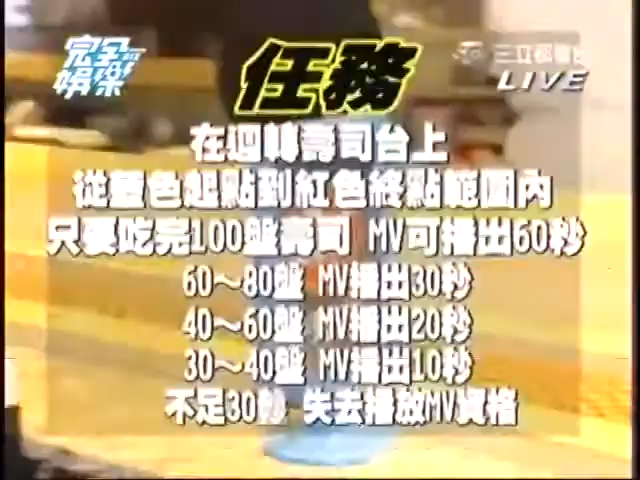 完全
娛樂
任務
三立都會台
LIVE
在迴轉壽司台上
從藍色起點到紅色終點範圍內
只要吃完100盤壽司 MV可播出60秒
60～80盤 MV播出30秒
40～60盤 MV播出20秒
30～40盤 MV播出10秒
不足30秒 失去播放MV資格